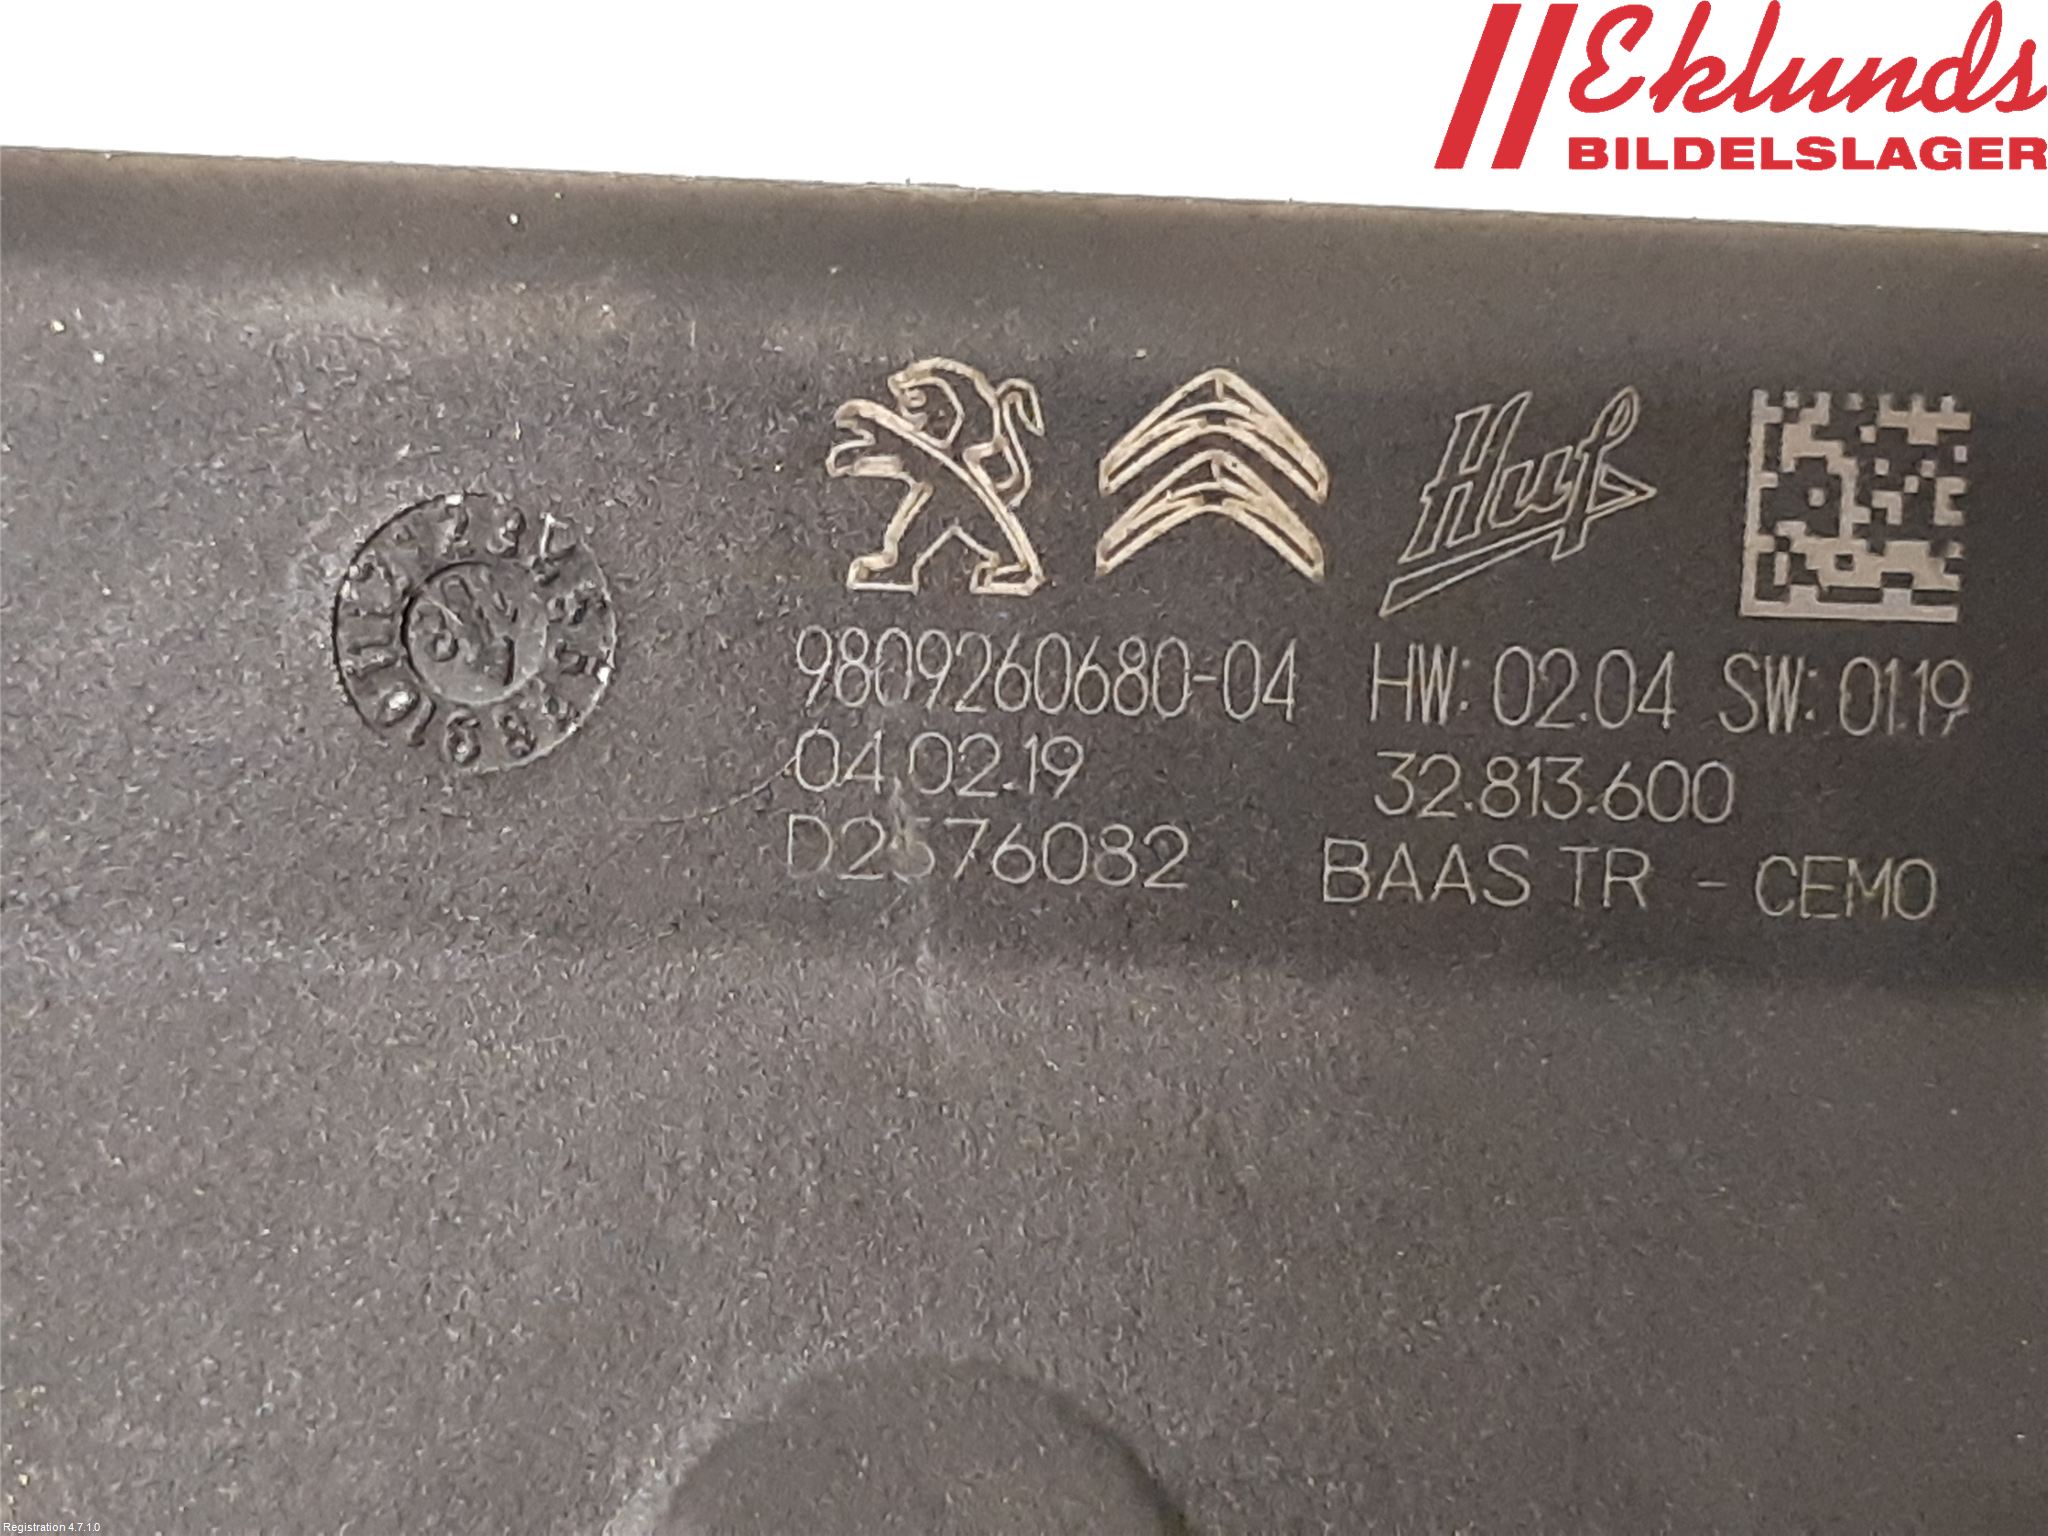 Eklunds
BILDELSLAGER
Huf
9809260680-04 HW: 02.04 SW: 01.19
04.02.19 32.813.600
D2576082 BAAS TR - CEMO
Registration 4.7.1.0